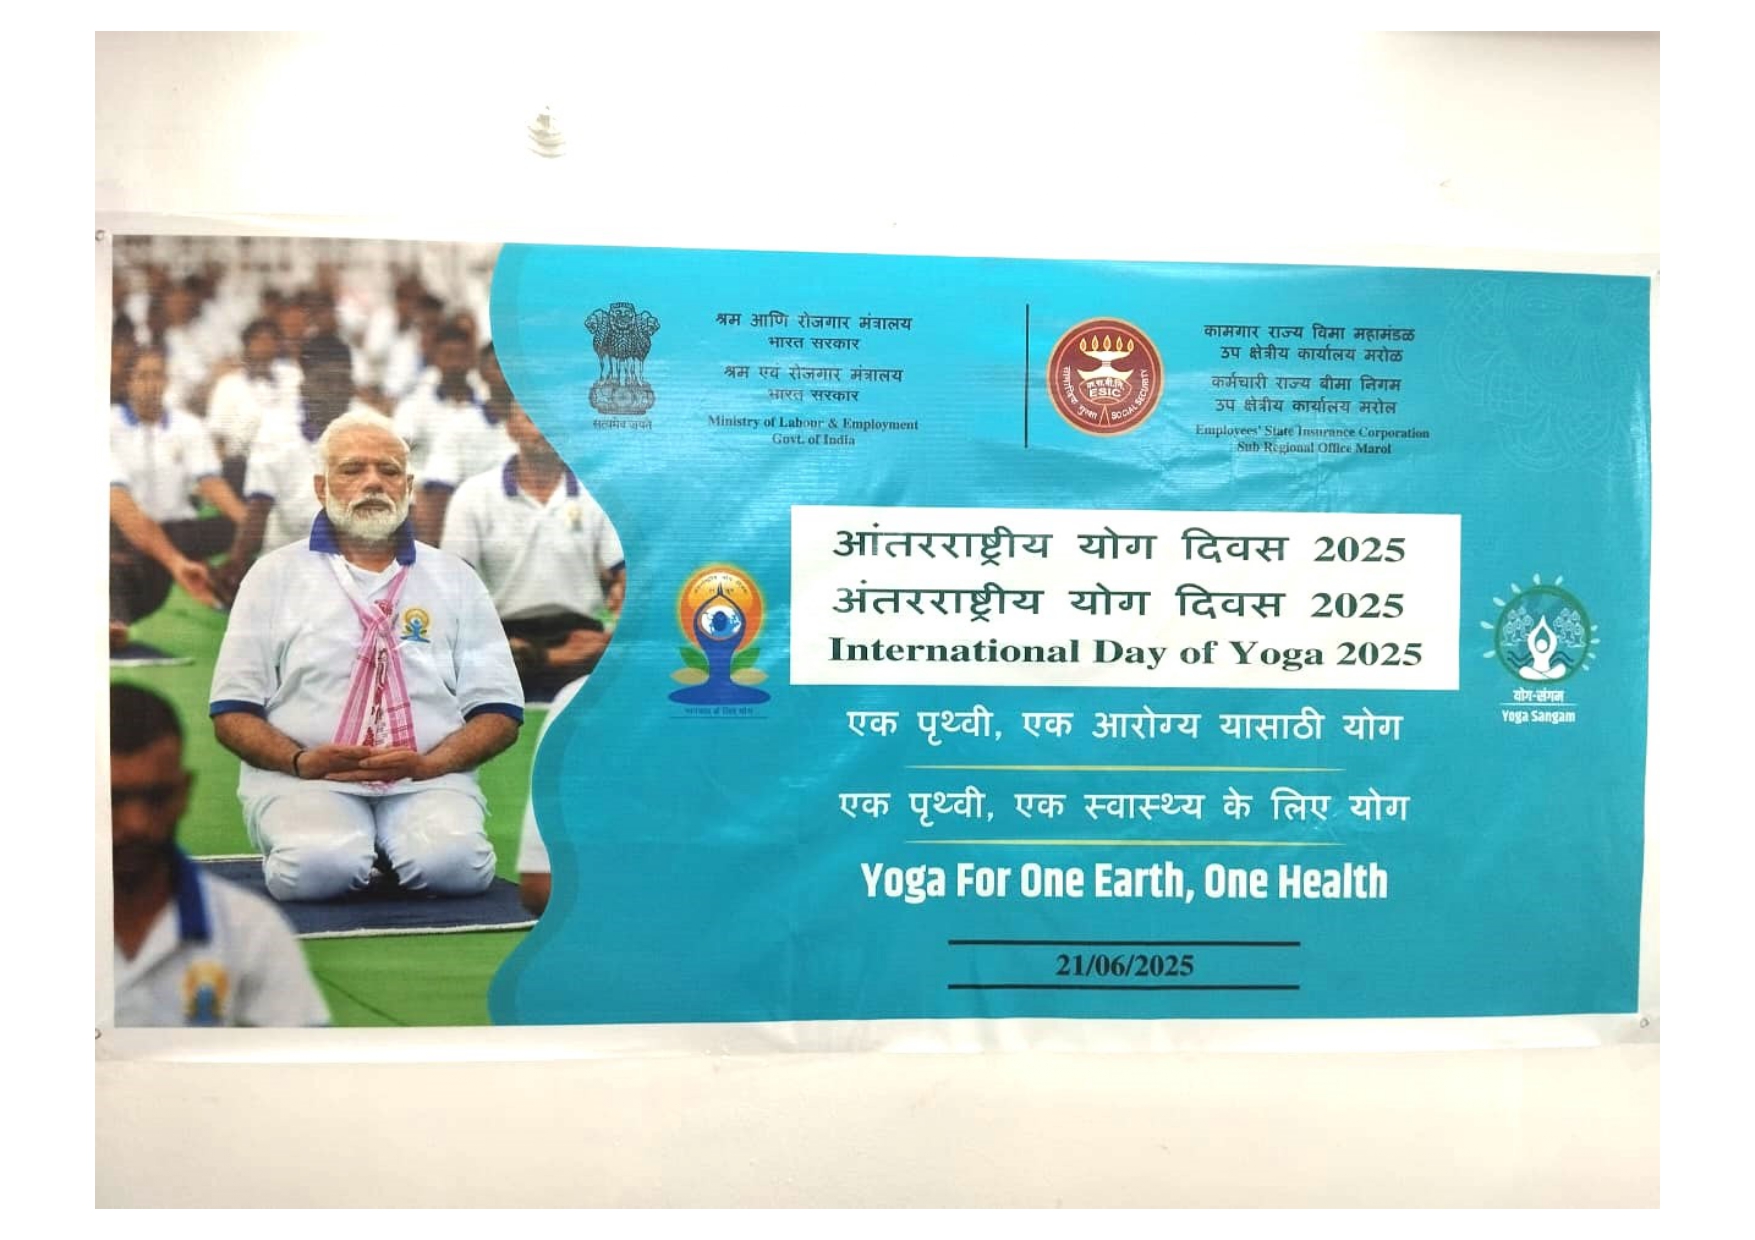 सत्यमेव जयते
श्रम आणि रोजगार मंत्रालय
भारत सरकार
श्रम एवं रोजगार मंत्रालय
भारत सरकार
Ministry of Labour & Employment
Govt. of India
क.रा.बी.नि.
ESIC
SOCIAL SECURITY
कामगार राज्य विमा महामंडळ
उप क्षेत्रीय कार्यालय मरोळ
कर्मचारी राज्य बीमा निगम
उप क्षेत्रीय कार्यालय मरोल
Employees' State Insurance Corporation
Sub Regional Office Marol
आंतरराष्ट्रीय योग दिवस 2025
अंतरराष्ट्रीय योग दिवस 2025
International Day of Yoga 2025
योग-संगम
Yoga Sangam
एक पृथ्वी, एक आरोग्य यासाठी योग
एक पृथ्वी, एक स्वास्थ्य के लिए योग
Yoga For One Earth, One Health
21/06/2025